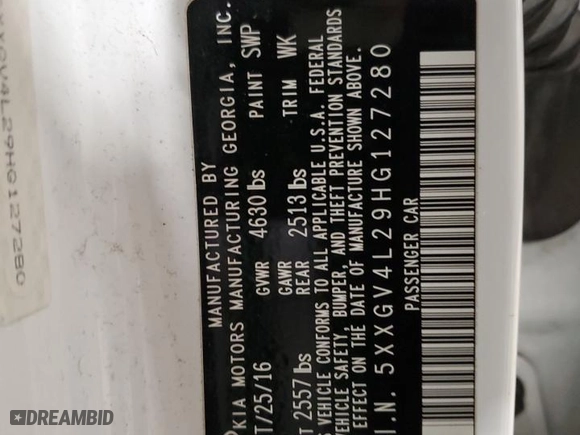 MANUFACTURED BY
KIA MOTORS MANUFACTURING GEORGIA, INC.
T/25/16 GVWR 4630 lbs PAINT SWP
GAWR TRIM WK
T 2557 lbs REAR 2513 lbs
VEHICLE CONFORMS TO ALL APPLICABLE U.S.A. FEDERAL
VEHICLE SAFETY, BUMPER, AND THEFT PREVENTION STANDARDS
EFFECT ON THE DATE OF MANUFACTURE SHOWN ABOVE.
I.N. 5XXGV4L29HG127280
PASSENGER CAR
XXGV4L29HG127280
DREAMBID